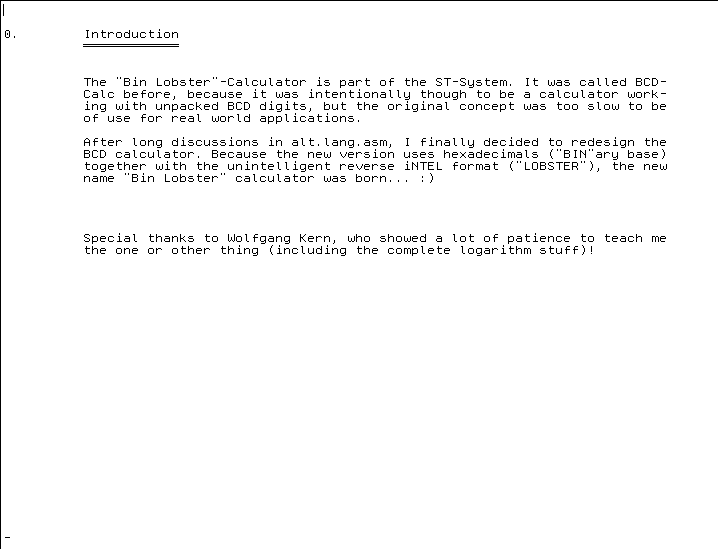 0. Introduction
The "Bin Lobster"-Calculator is part of the ST-System. It was called BCD-
Calc before, because it was intentionally though to be a calculator work-
ing with unpacked BCD digits, but the original concept was too slow to be
of use for real world applications.
After long discussions in alt.lang.asm, I finally decided to redesign the
BCD calculator. Because the new version uses hexadecimals ("BIN"ary base)
together with the unintelligent reverse iNTEL format ("LOBSTER"), the new
name "Bin Lobster" calculator was born... :)
Special thanks to Wolfgang Kern, who showed a lot of patience to teach me
the one or other thing (including the complete logarithm stuff)!
-